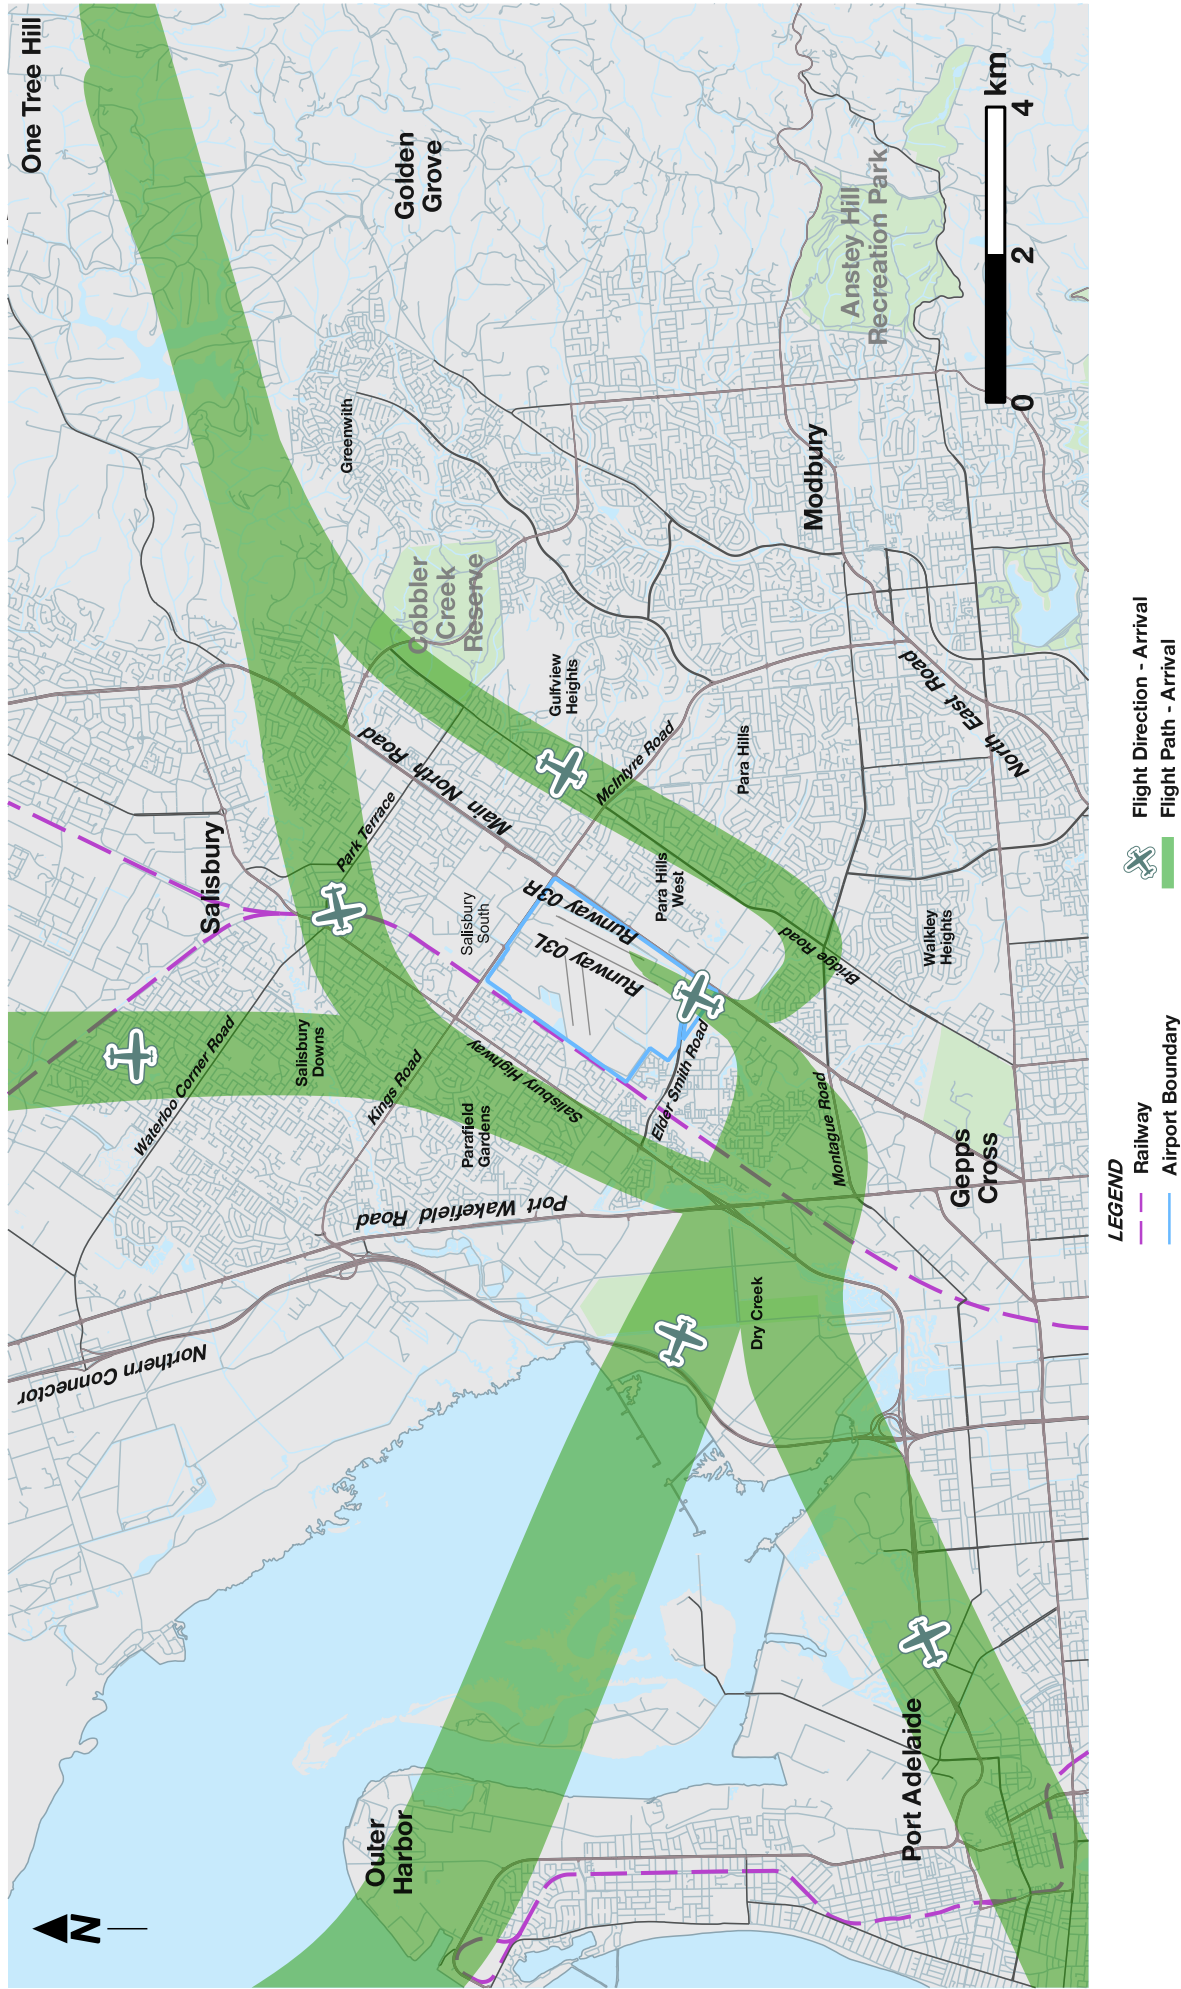 One Tree Hill
Golden
Grove
Anstey Hill
Recreation Park
km
0
2
4
Greenwith
Modbury
Cobbler
Creek
Reserve
Gulfview
Heights
McIntyre Road
Para Hills
North East Road
Main North Road
Park Terrace
Salisbury
Salisbury
South
Runway 03R
Runway 03L
Para Hills
West
Bridge Road
Walkley
Heights
Waterloo Corner Road
Salisbury
Downs
Kings Road
Salisbury Highway
Parafield
Gardens
Elder Smith Road
Montague Road
Gepps
Cross
Port Wakefield Road
Northern Connector
Dry Creek
Port Adelaide
Outer
Harbor
N
LEGEND
Railway
Airport Boundary
Flight Direction - Arrival
Flight Path - Arrival